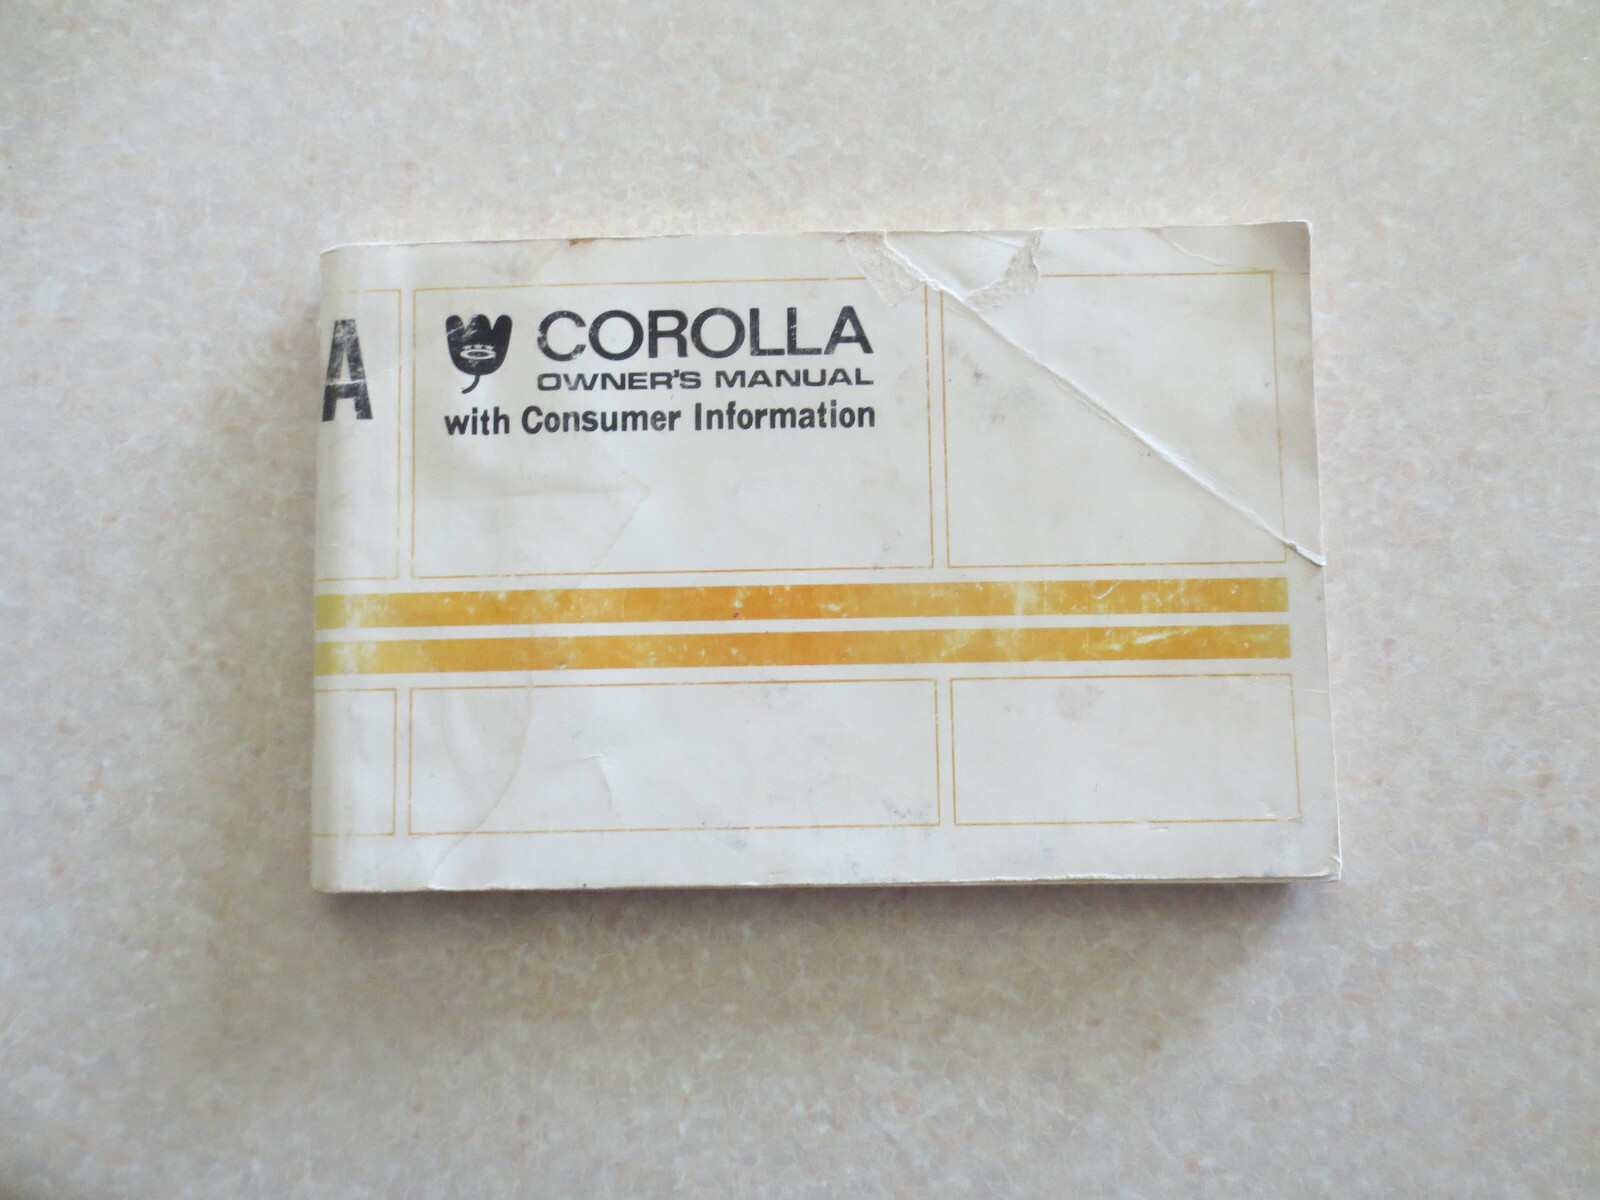 A
COROLLA
OWNER'S MANUAL
with Consumer Information